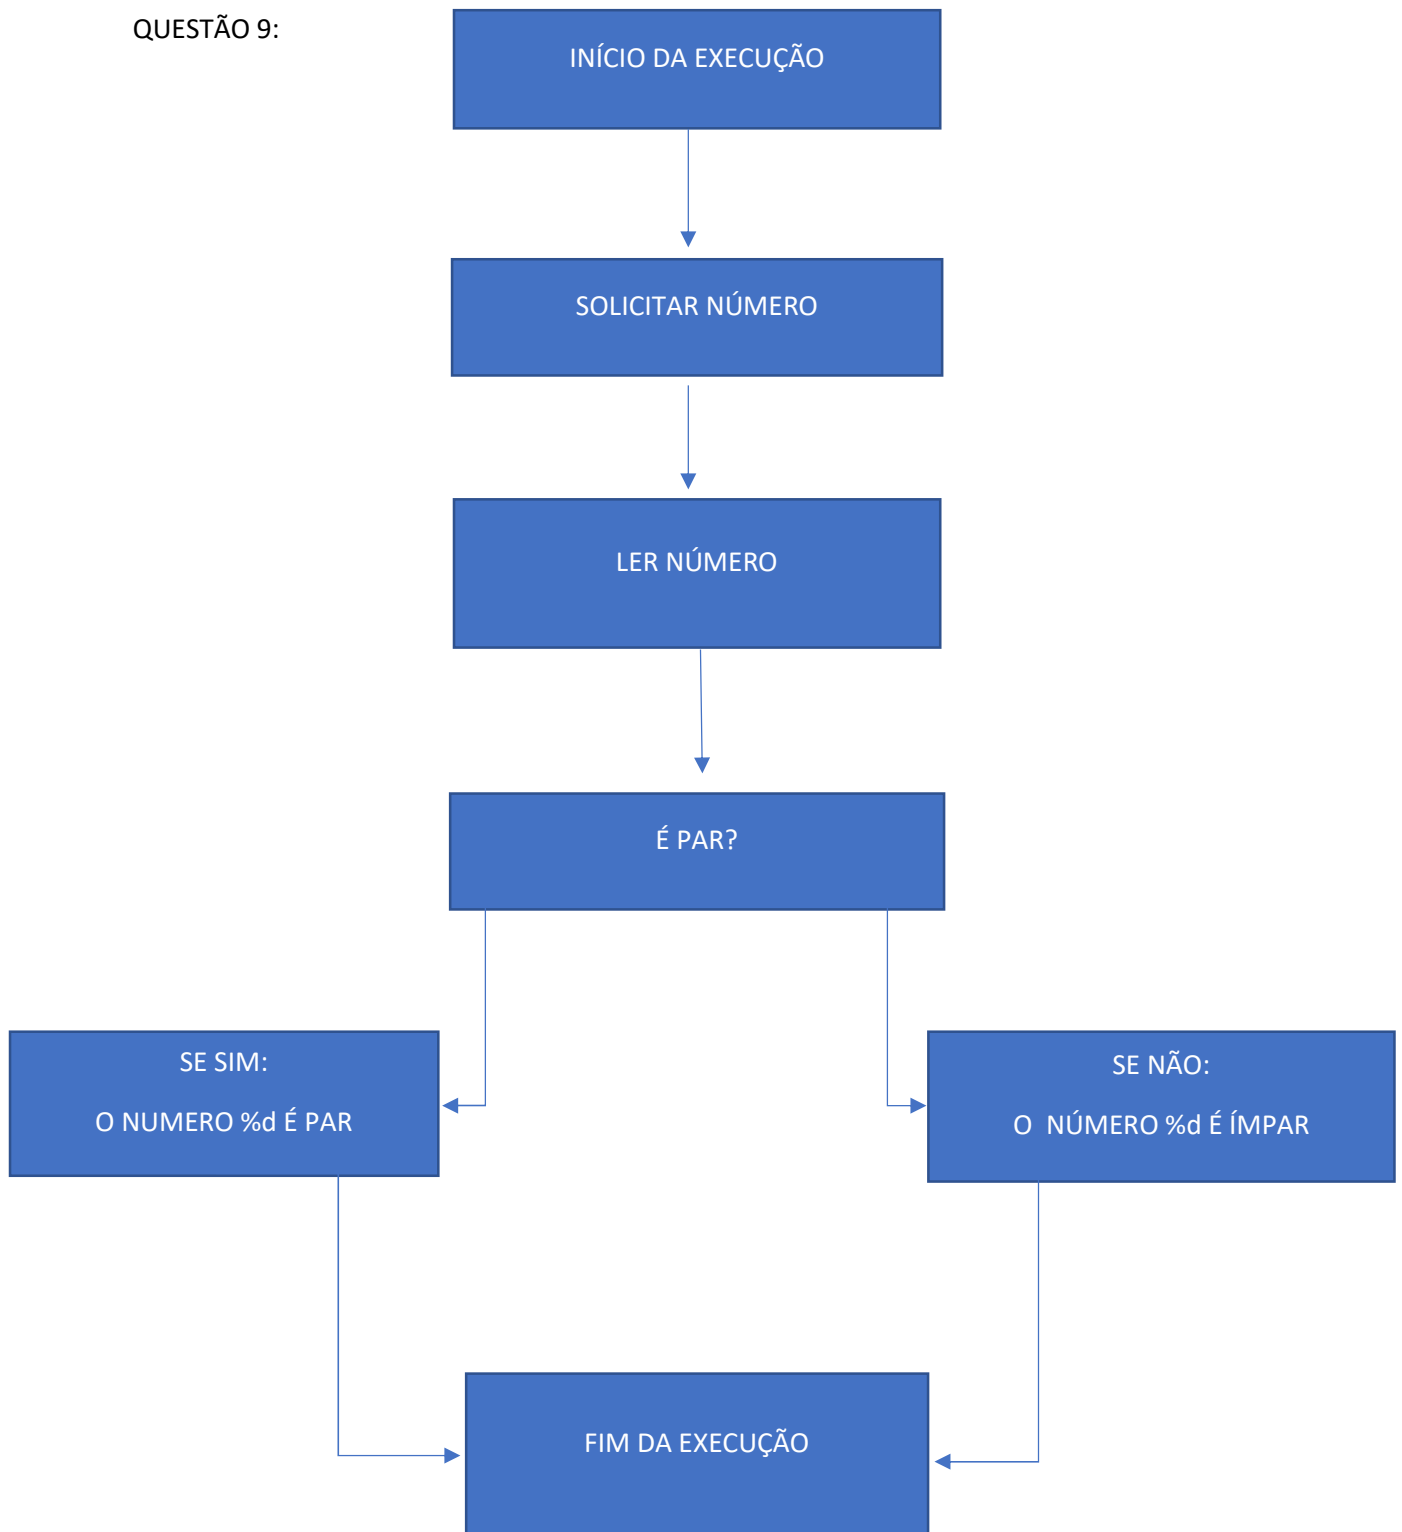 QUESTÃO 9:
INÍCIO DA EXECUÇÃO
SOLICITAR NÚMERO
LER NÚMERO
É PAR?
SE SIM:
O NUMERO %d É PAR
SE NÃO:
O  NÚMERO %d É ÍMPAR
FIM DA EXECUÇÃO